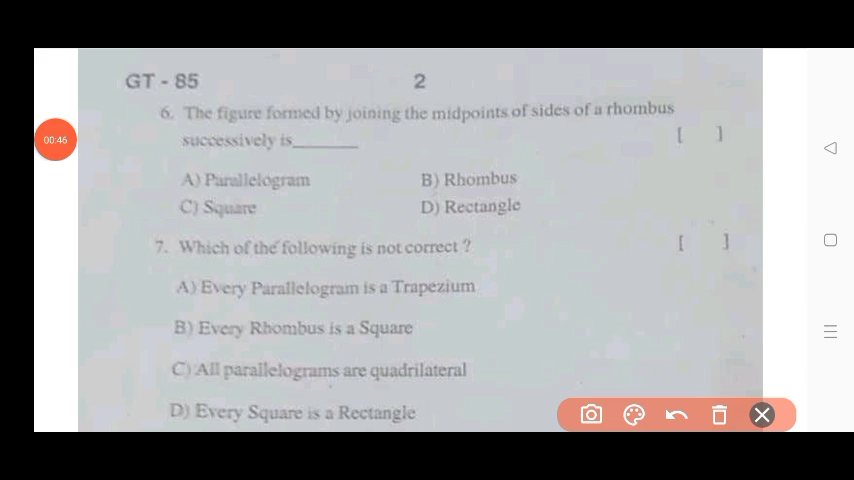 GT - 85 2
6. The figure formed by joining the midpoints of sides of a rhombus
successively is_______ [ ]
A) Parallelogram B) Rhombus
C) Square D) Rectangle
7. Which of the following is not correct ? [ ]
A) Every Parallelogram is a Trapezium
B) Every Rhombus is a Square
C) All parallelograms are quadrilateral
D) Every Square is a Rectangle
00:46